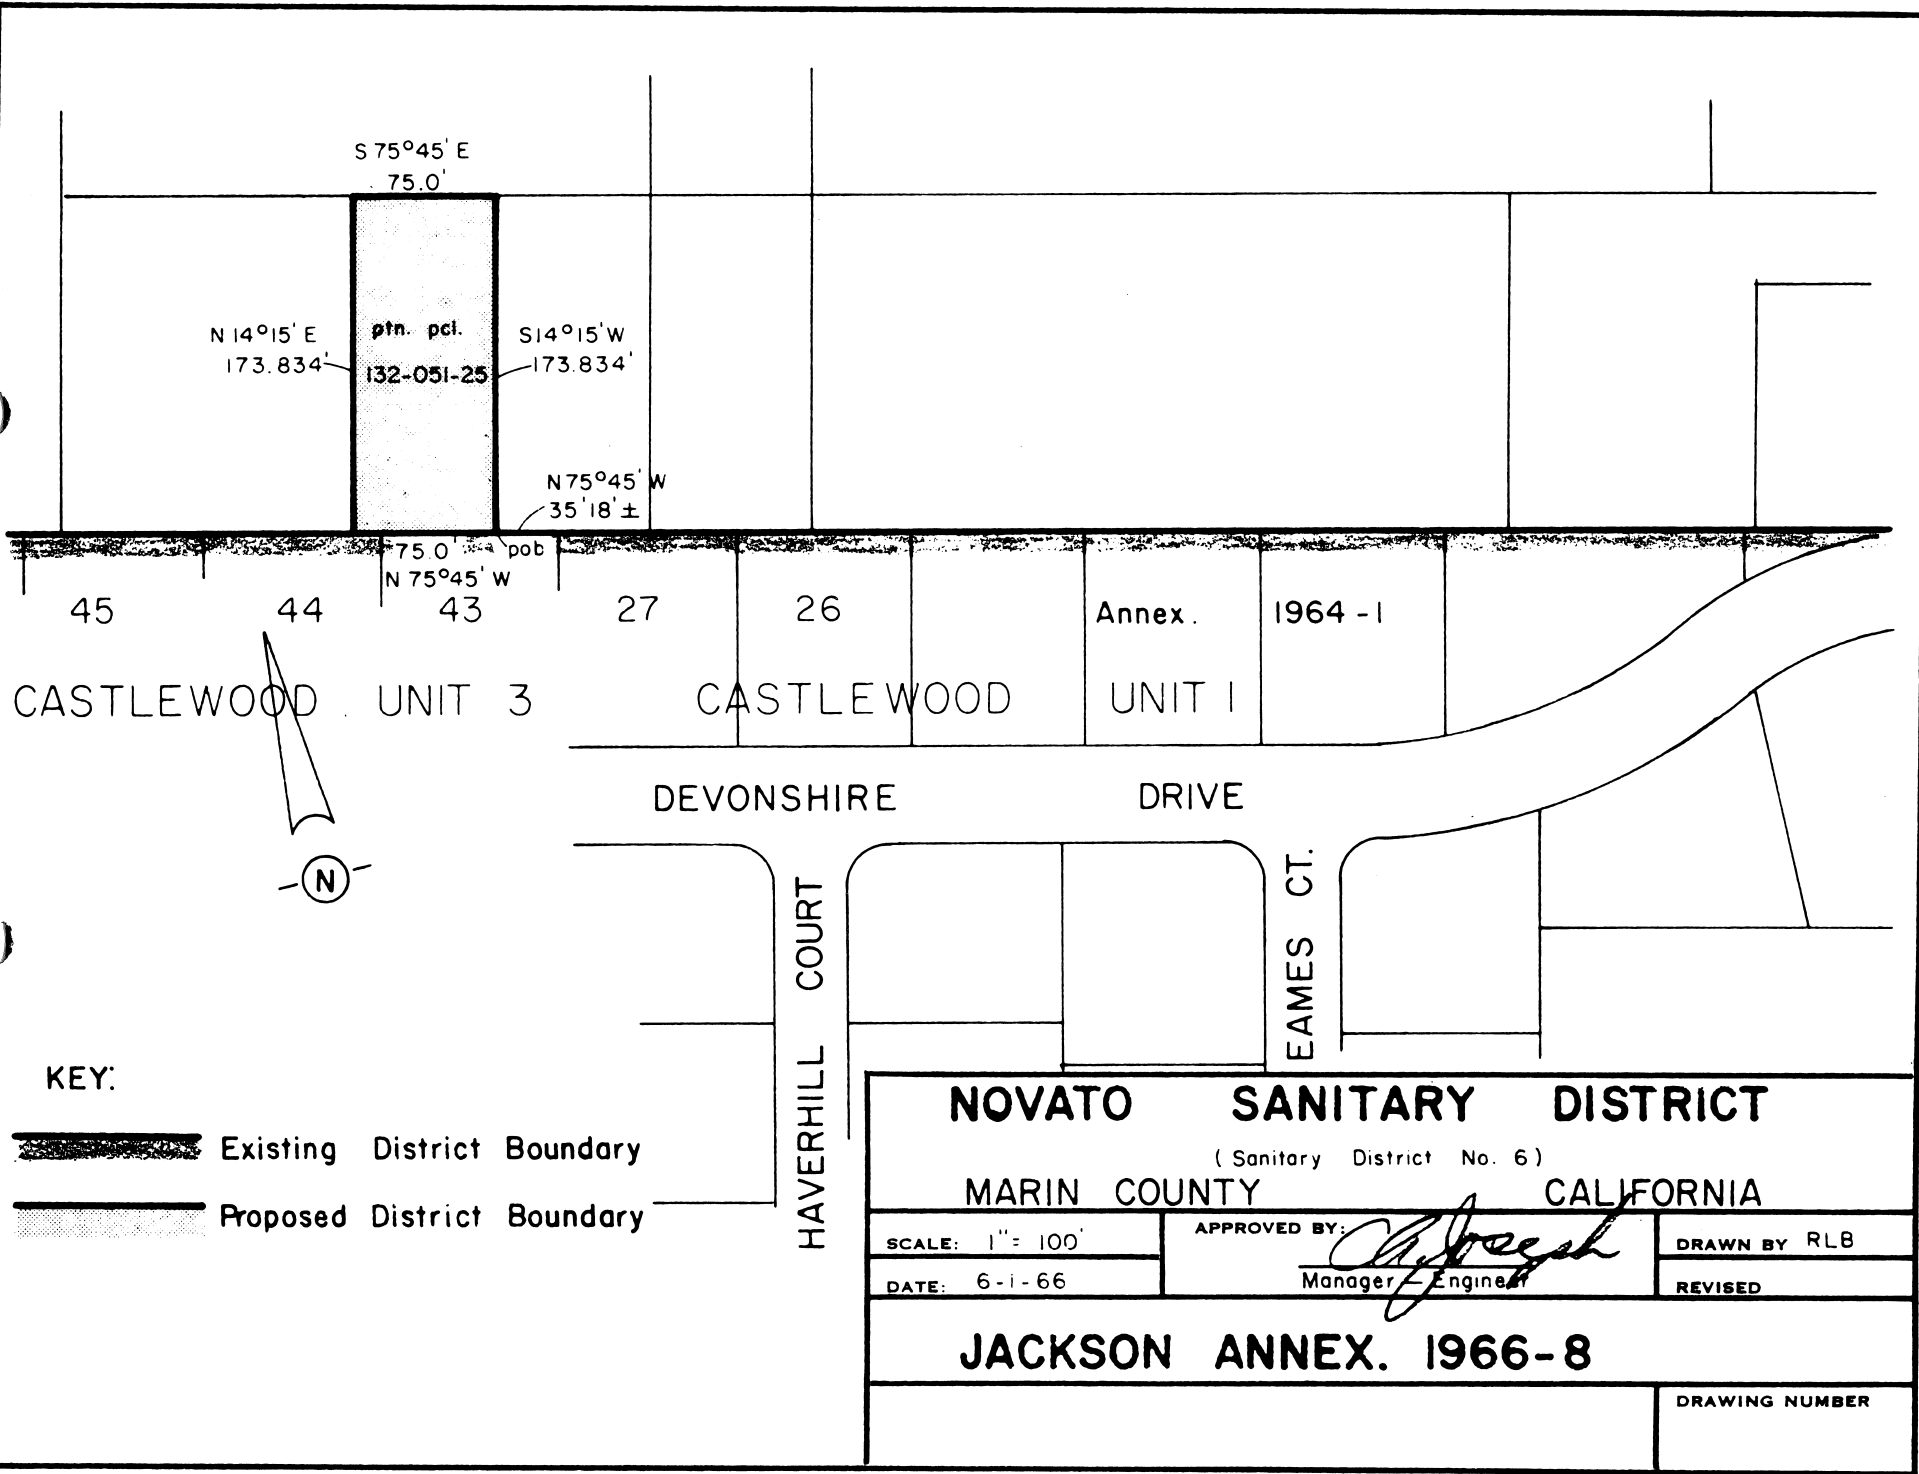 S 75°45' E
75.0'
N 14°15' E
173.834'
ptn. pcl.
132-051-25
S14°15'W
173.834'
N75°45' W
35'18'±
75.0'
pob
N 75°45' W
45 44 43 27 26 Annex. 1964-1
CASTLEWOOD UNIT 3 CASTLEWOOD UNIT 1
DEVONSHIRE DRIVE
N
HAVERHILL COURT
EAMES CT.
KEY:
Existing District Boundary
Proposed District Boundary
NOVATO SANITARY DISTRICT
(Sanitary District No. 6)
MARIN COUNTY CALIFORNIA
SCALE: 1"= 100'
DATE: 6-1-66
APPROVED BY:
Manager - Engineer
DRAWN BY RLB
REVISED
JACKSON ANNEX. 1966-8
DRAWING NUMBER